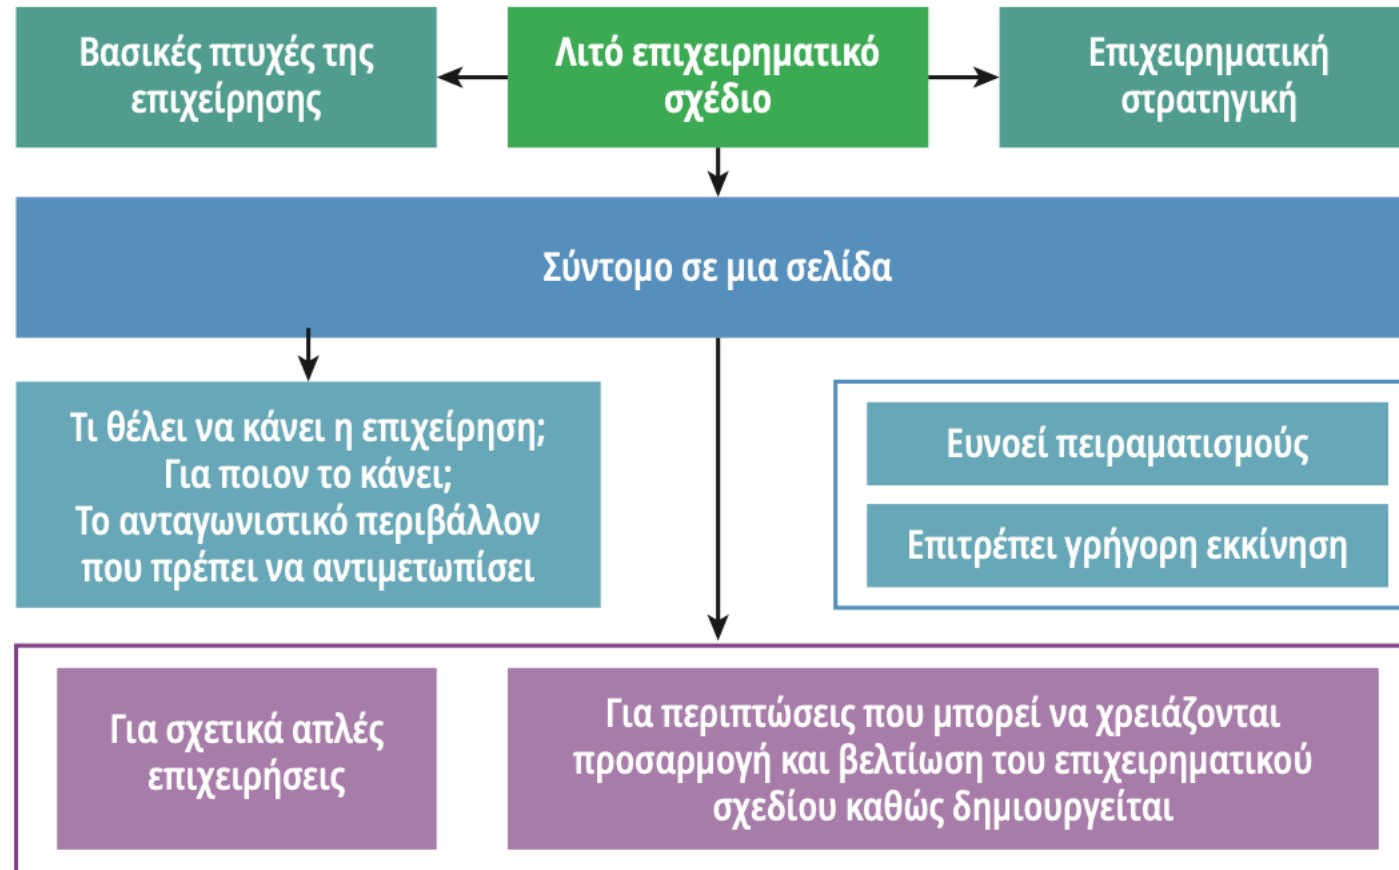 Βασικές πτυχές της
επιχείρησης
Λιτό επιχειρηματικό
σχέδιο
Επιχειρηματική
στρατηγική
Σύντομο σε μια σελίδα
Τι θέλει να κάνει η επιχείρηση;
Για ποιον το κάνει;
Το ανταγωνιστικό περιβάλλον
που πρέπει να αντιμετωπίσει
Ευνοεί πειραματισμούς
Επιτρέπει γρήγορη εκκίνηση
Για σχετικά απλές
επιχειρήσεις
Για περιπτώσεις που μπορεί να χρειάζονται
προσαρμογή και βελτίωση του επιχειρηματικού
σχεδίου καθώς δημιουργείται